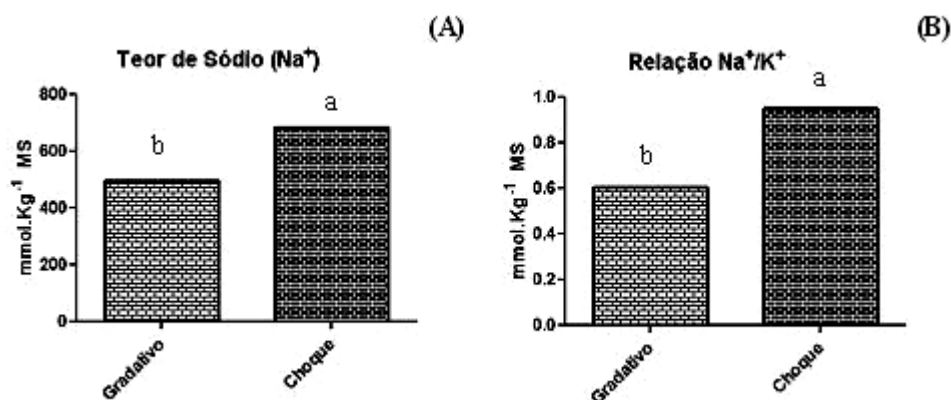 (A)
Teor de Sódio (Na⁺)
mmol.Kg⁻¹ MS
800
600
400
200
0
b
a
Gradativo
Choque
(B)
Relação Na⁺/K⁺
mmol.Kg⁻¹ MS
1.0
0.8
0.6
0.4
0.2
0.0
b
a
Gradativo
Choque